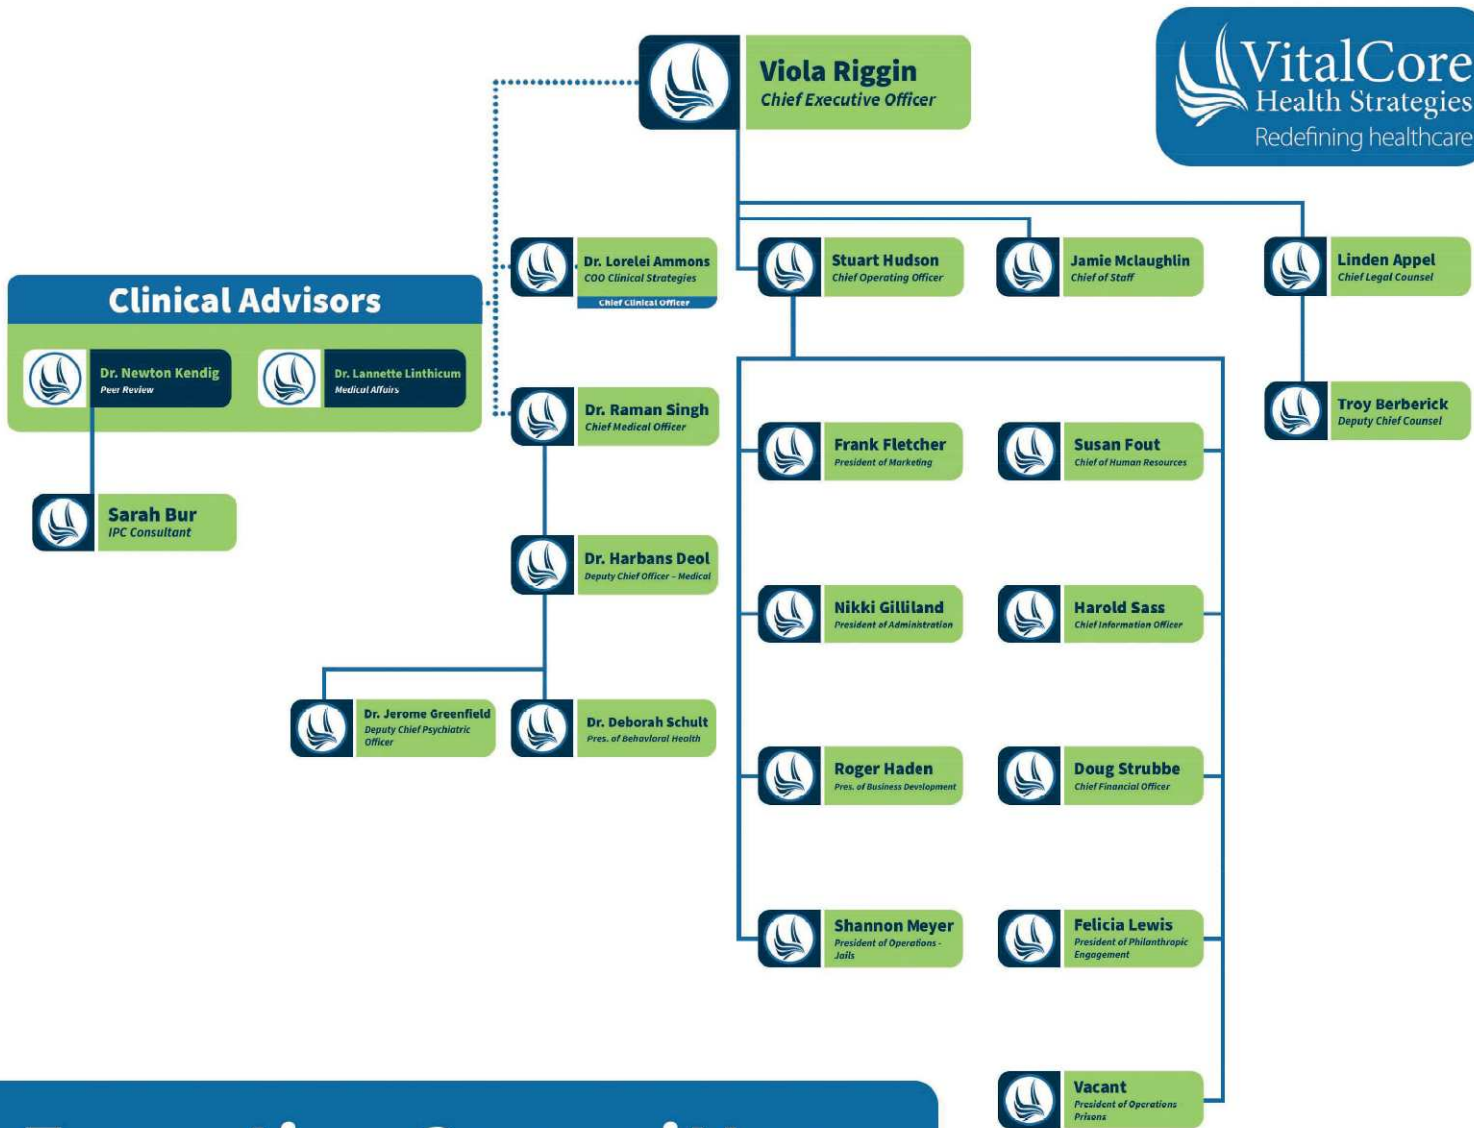 Viola Riggin
Chief Executive Officer
VitalCore
Health Strategies
Redefining healthcare
Dr. Lorelei Ammons
COO Clinical Strategies
Chief Clinical Officer
Stuart Hudson
Chief Operating Officer
Jamie Mclaughlin
Chief of Staff
Linden Appel
Chief Legal Counsel
Clinical Advisors
Dr. Newton Kendig
Peer Review
Dr. Lannette Linthicum
Medical Affairs
Dr. Raman Singh
Chief Medical Officer
Troy Berberick
Deputy Chief Counsel
Frank Fletcher
President of Marketing
Susan Fout
Chief of Human Resources
Sarah Bur
IPC Consultant
Dr. Harbans Deol
Deputy Chief Officer – Medical
Nikki Gilliland
President of Administration
Harold Sass
Chief Information Officer
Dr. Jerome Greenfield
Deputy Chief Psychiatric
Officer
Dr. Deborah Schult
Pres. of Behavioral Health
Roger Haden
Pres. of Business Development
Doug Strubbe
Chief Financial Officer
Shannon Meyer
President of Operations -
Jails
Felicia Lewis
President of Philanthropic
Engagement
Vacant
President of Operations
Prisons